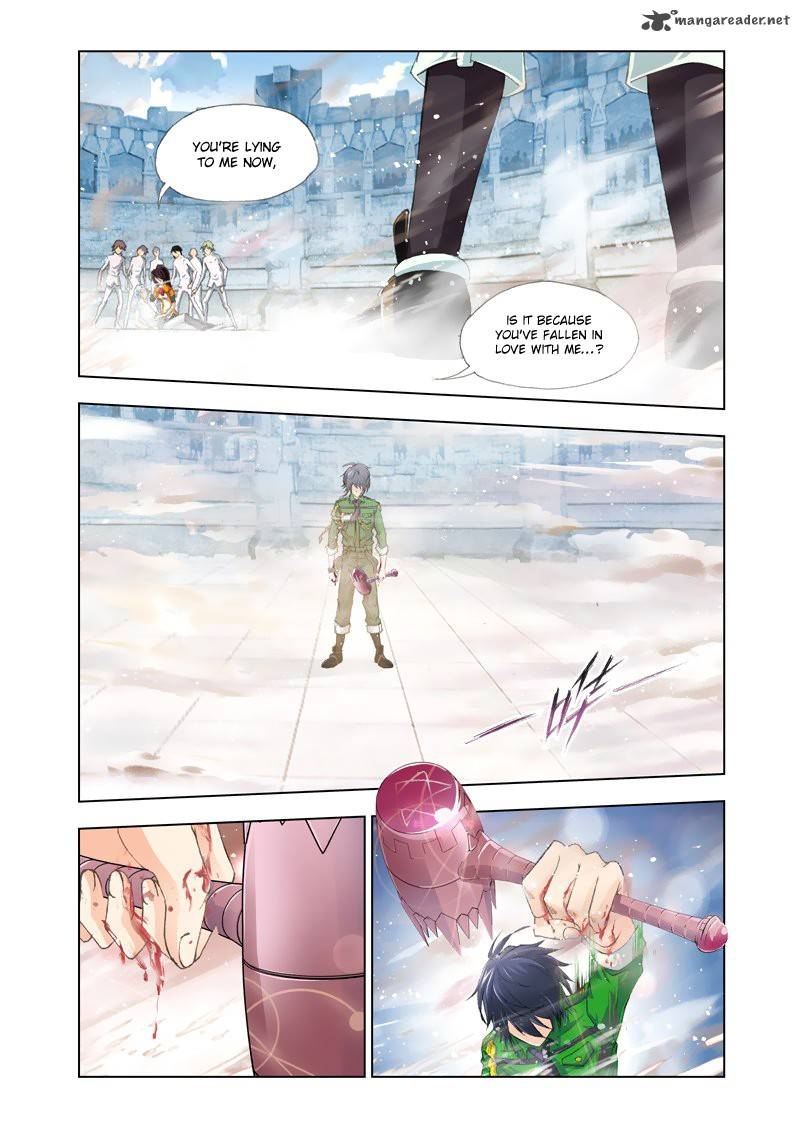 mangareader.net
YOU'RE LYING
TO ME NOW,
IS IT BECAUSE
YOU'VE FALLEN IN
LOVE WITH ME...?